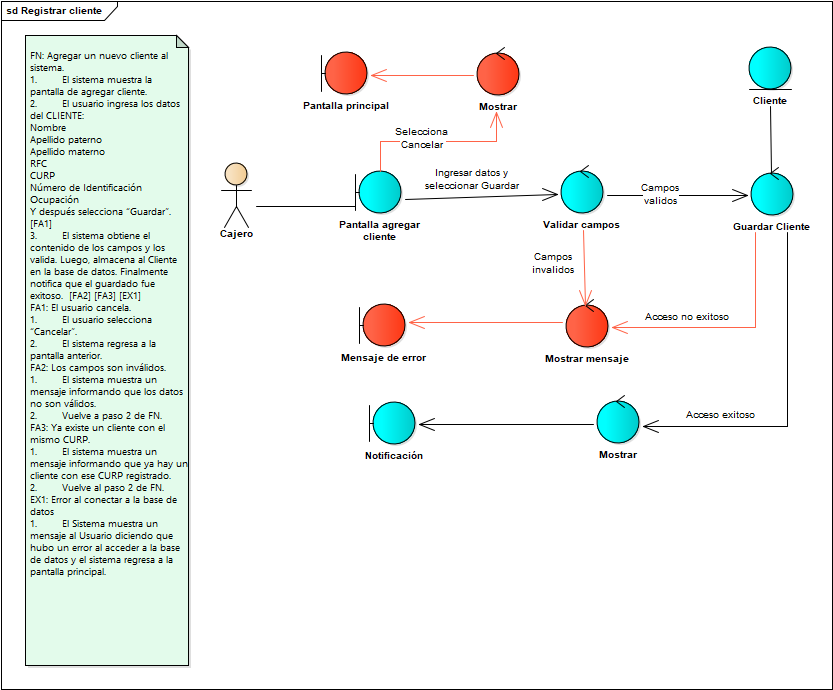 sd Registrar cliente
FN: Agregar un nuevo cliente al
sistema.
1. El sistema muestra la
pantalla de agregar cliente.
2. El usuario ingresa los datos
del CLIENTE:
Nombre
Apellido paterno
Apellido materno
RFC
CURP
Número de Identificación
Ocupación
Y después selecciona “Guardar”.
[FA1]
3. El sistema obtiene el
contenido de los campos y los
valida. Luego, almacena al Cliente
en la base de datos. Finalmente
notifica que el guardado fue
exitoso. [FA2] [FA3] [EX1]
FA1: El usuario cancela.
1. El usuario selecciona
“Cancelar”.
2. El sistema regresa a la
pantalla anterior.
FA2: Los campos son inválidos.
1. El sistema muestra un
mensaje informando que los datos
no son válidos.
2. Vuelve a paso 2 de FN.
FA3: Ya existe un cliente con el
mismo CURP.
1. El sistema muestra un
mensaje informando que ya hay un
cliente con ese CURP registrado.
2. Vuelve al paso 2 de FN.
EX1: Error al conectar a la base de
datos
1. El Sistema muestra un
mensaje al Usuario diciendo que
hubo un error al acceder a la base
de datos y el sistema regresa a la
pantalla principal.
Pantalla principal
Mostrar
Cliente
Selecciona
Cancelar
Cajero
Pantalla agregar
cliente
Ingresar datos y
seleccionar Guardar
Validar campos
Campos
validos
Guardar Cliente
Campos
invalidos
Mensaje de error
Mostrar mensaje
Acceso no exitoso
Notificación
Mostrar
Acceso exitoso